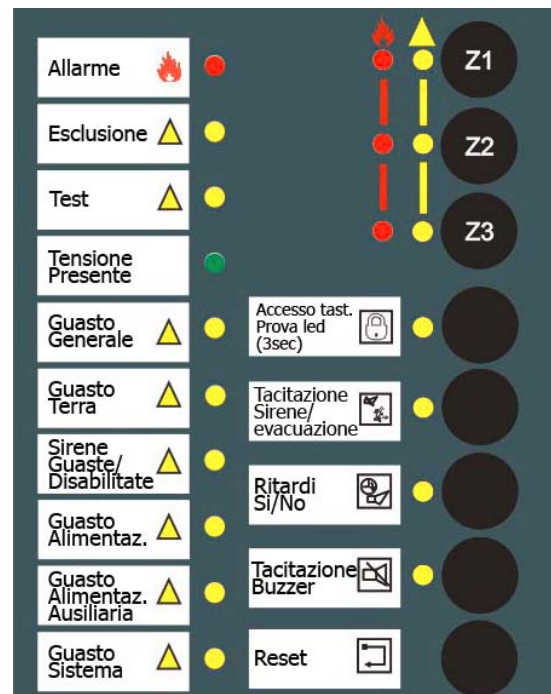 Allarme
Esclusione
Test
Tensione
Presente
Guasto
Generale
Guasto
Terra
Sirene
Guaste/
Disabilitate
Guasto
Alimentaz.
Guasto
Alimentaz.
Ausiliaria
Guasto
Sistema
Z1
Z2
Z3
Accesso tast.
Prova led
(3sec)
Tacitazione
Sirene/
evacuazione
Ritardi
Si/No
Tacitazione
Buzzer
Reset